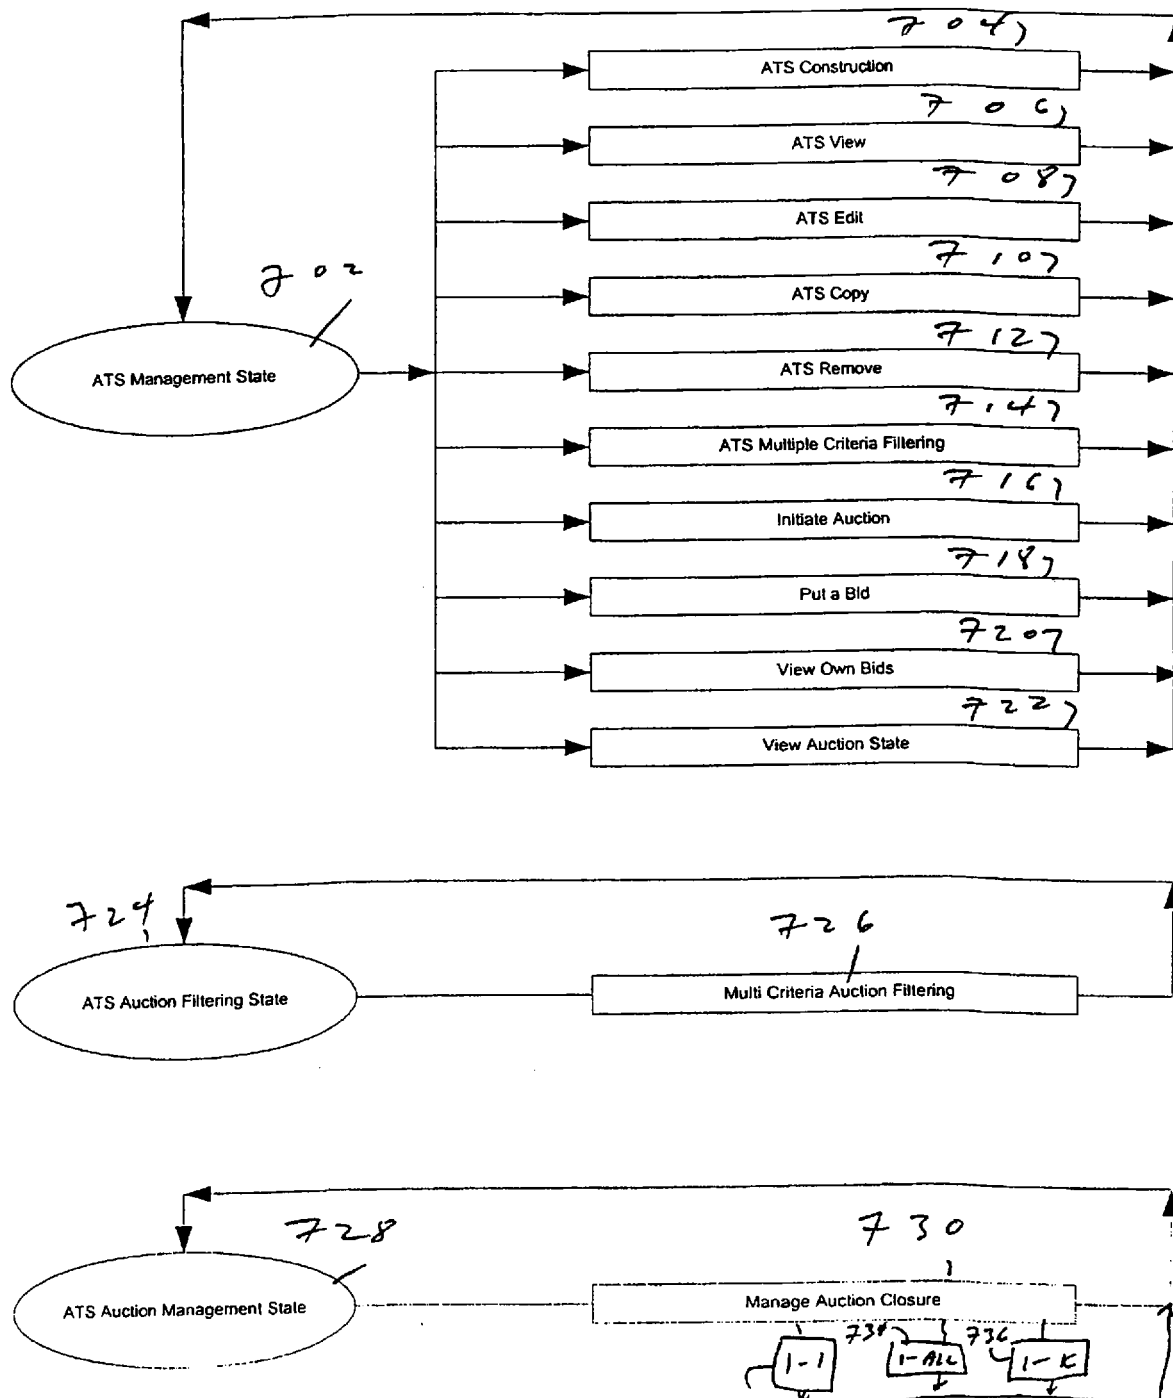 704
ATS Construction
706
ATS View
708
ATS Edit
710
ATS Copy
702
ATS Management State
712
ATS Remove
714
ATS Multiple Criteria Filtering
716
Initiate Auction
718
Put a Bid
720
View Own Bids
722
View Auction State
724
ATS Auction Filtering State
726
Multi Criteria Auction Filtering
728
ATS Auction Management State
730
Manage Auction Closure
1-1
734
1-ALL
736
1-K